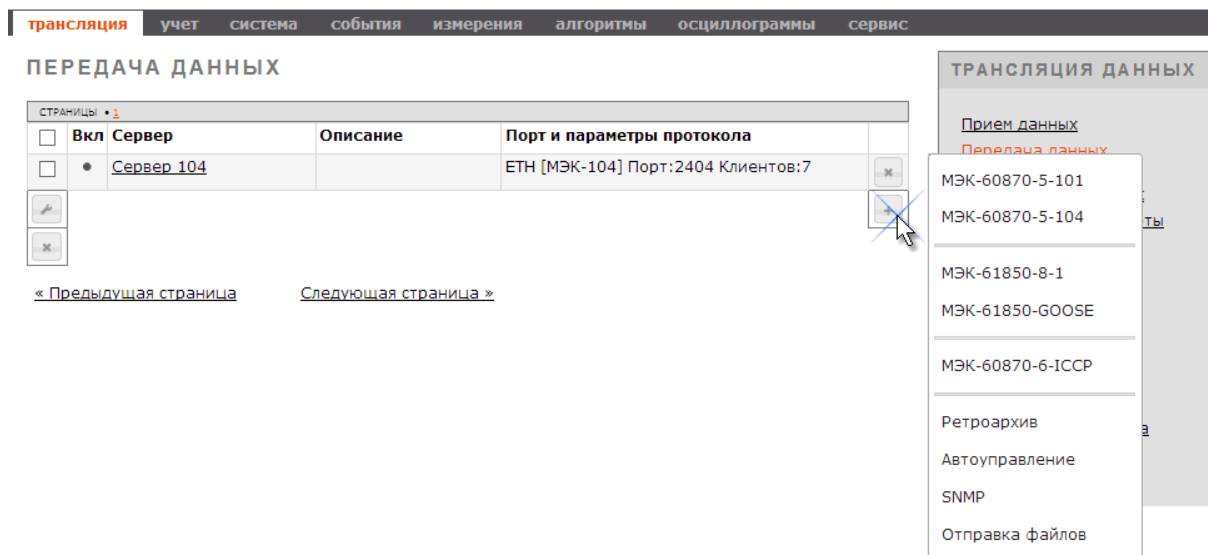 трансляция учет система события измерения алгоритмы осциллограммы сервис
ПЕРЕДАЧА ДАННЫХ
СТРАНИЦЫ • 1
Вкл Сервер Описание Порт и параметры протокола
Сервер 104 ETH [МЭК-104] Порт:2404 Клиентов:7
« Предыдущая страница Следующая страница »
ТРАНСЛЯЦИЯ ДАННЫХ
Прием данных
Передача данных
ты
а
МЭК-60870-5-101
МЭК-60870-5-104
МЭК-61850-8-1
МЭК-61850-GOOSE
МЭК-60870-6-ICCP
Ретроархив
Автоуправление
SNMP
Отправка файлов